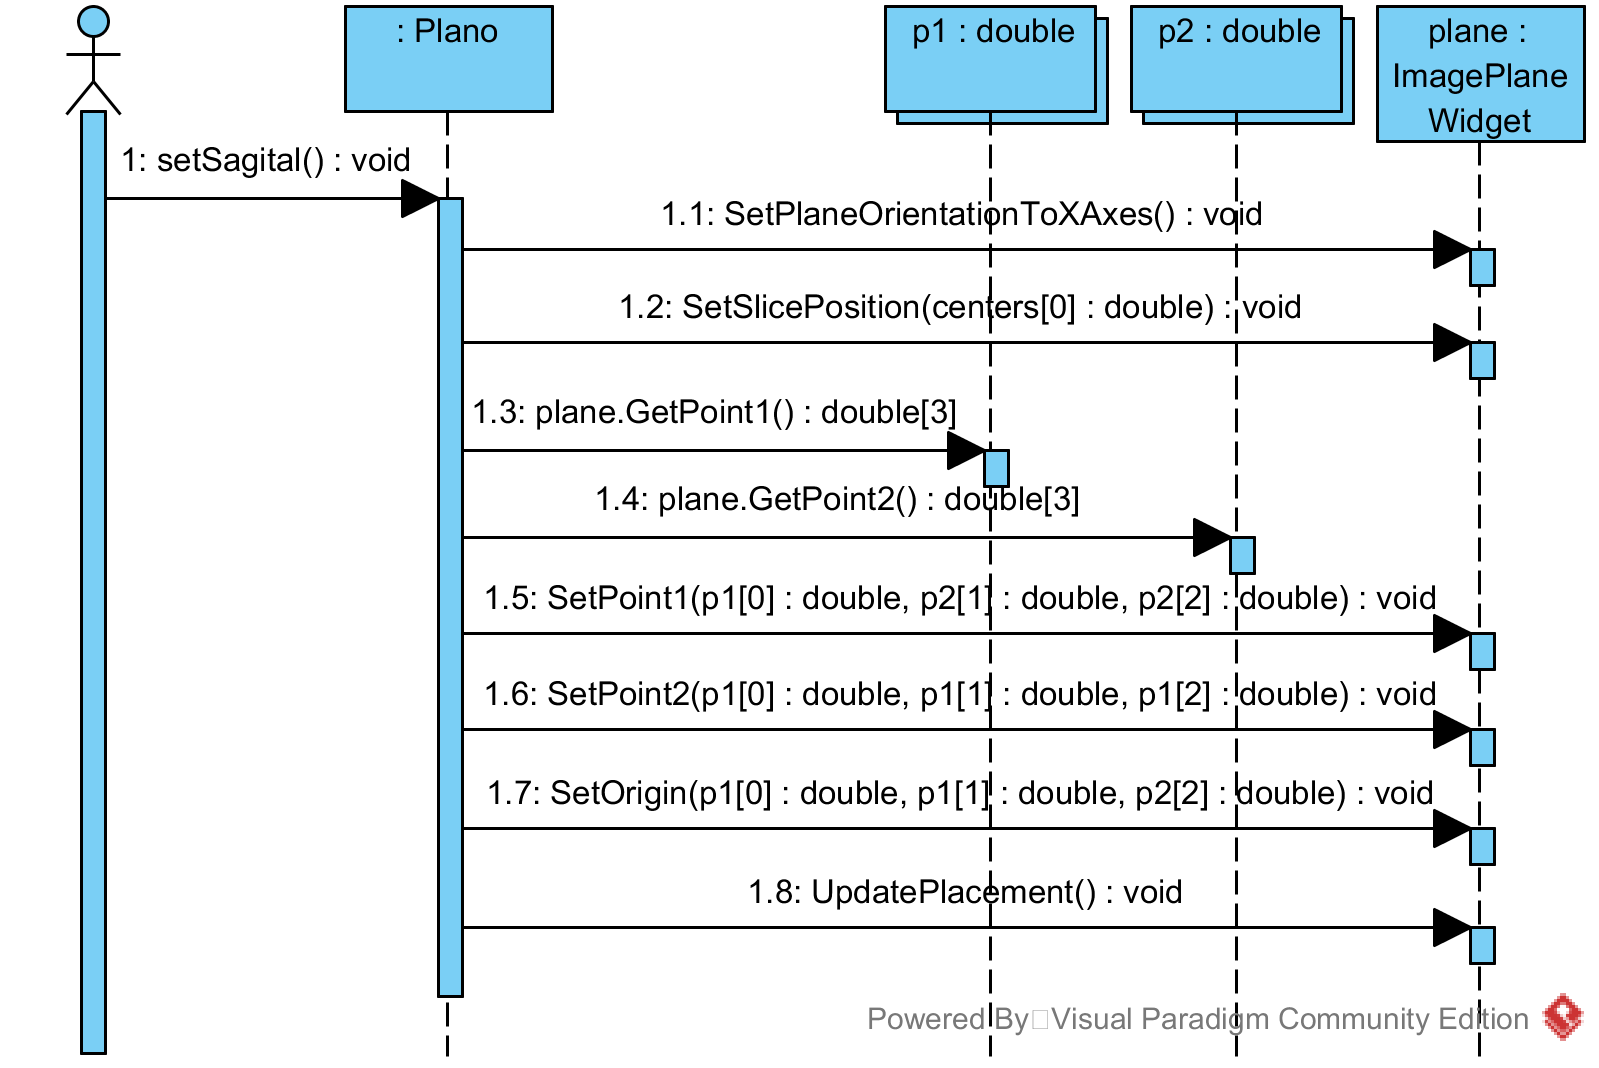 : Plano
p1 : double
p2 : double
plane :
ImagePlane
Widget
1: setSagital() : void
1.1: SetPlaneOrientationToXAxes() : void
1.2: SetSlicePosition(centers[0] : double) : void
1.3: plane.GetPoint1() : double[3]
1.4: plane.GetPoint2() : double[3]
1.5: SetPoint1(p1[0] : double, p2[1] : double, p2[2] : double) : void
1.6: SetPoint2(p1[0] : double, p1[1] : double, p1[2] : double) : void
1.7: SetOrigin(p1[0] : double, p1[1] : double, p2[2] : double) : void
1.8: UpdatePlacement() : void
Powered By□Visual Paradigm Community Edition